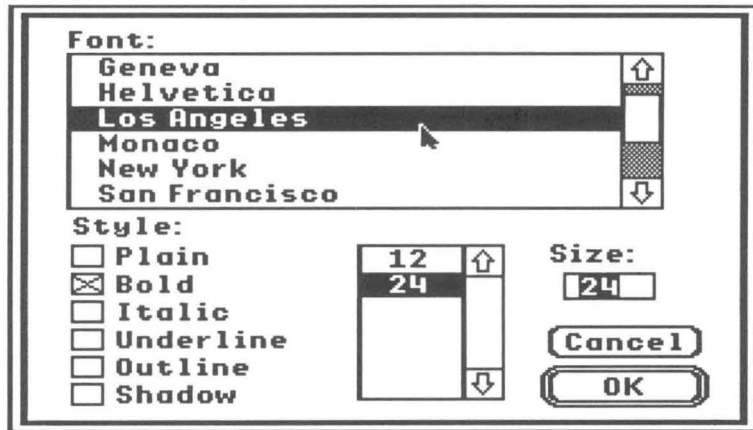 Font:
Geneva
Helvetica
Los Angeles
Monaco
New York
San Francisco
Style:
Plain
Bold
Italic
Underline
Outline
Shadow
12
24
Size:
24
Cancel
OK